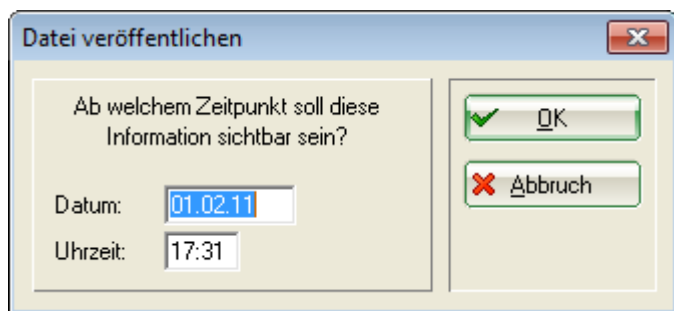 Datei veröffentlichen
Ab welchem Zeitpunkt soll diese
Information sichtbar sein?
Datum: 01.02.11
Uhrzeit: 17:31
OK
Abbruch